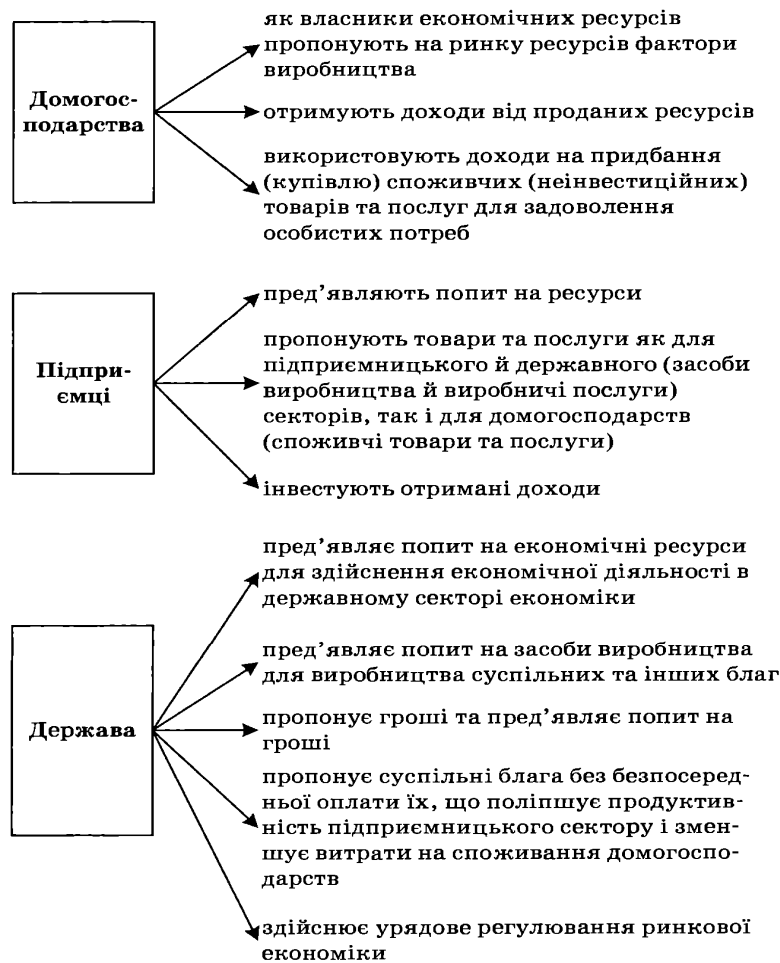 Домогос-
подарства
як власники економічних ресурсів
пропонують на ринку ресурсів фактори
виробництва
отримують доходи від проданих ресурсів
використовують доходи на придбання
(купівлю) споживчих (неінвестиційних)
товарів та послуг для задоволення
особистих потреб
Підпри-
ємці
пред’являють попит на ресурси
пропонують товари та послуги як для
підприємницького й державного (засоби
виробництва й виробничі послуги)
секторів, так і для домогосподарств
(споживчі товари та послуги)
інвестують отримані доходи
Держава
пред’являє попит на економічні ресурси
для здійснення економічної діяльності в
державному секторі економіки
пред’являє попит на засоби виробництва
для виробництва суспільних та інших благ
пропонує гроші та пред’являє попит на
гроші
пропонує суспільні блага без безпосеред-
ньої оплати їх, що поліпшує продуктив-
ність підприємницького сектору і змен-
шує витрати на споживання домогоспо-
дарств
здійснює урядове регулювання ринкової
економіки